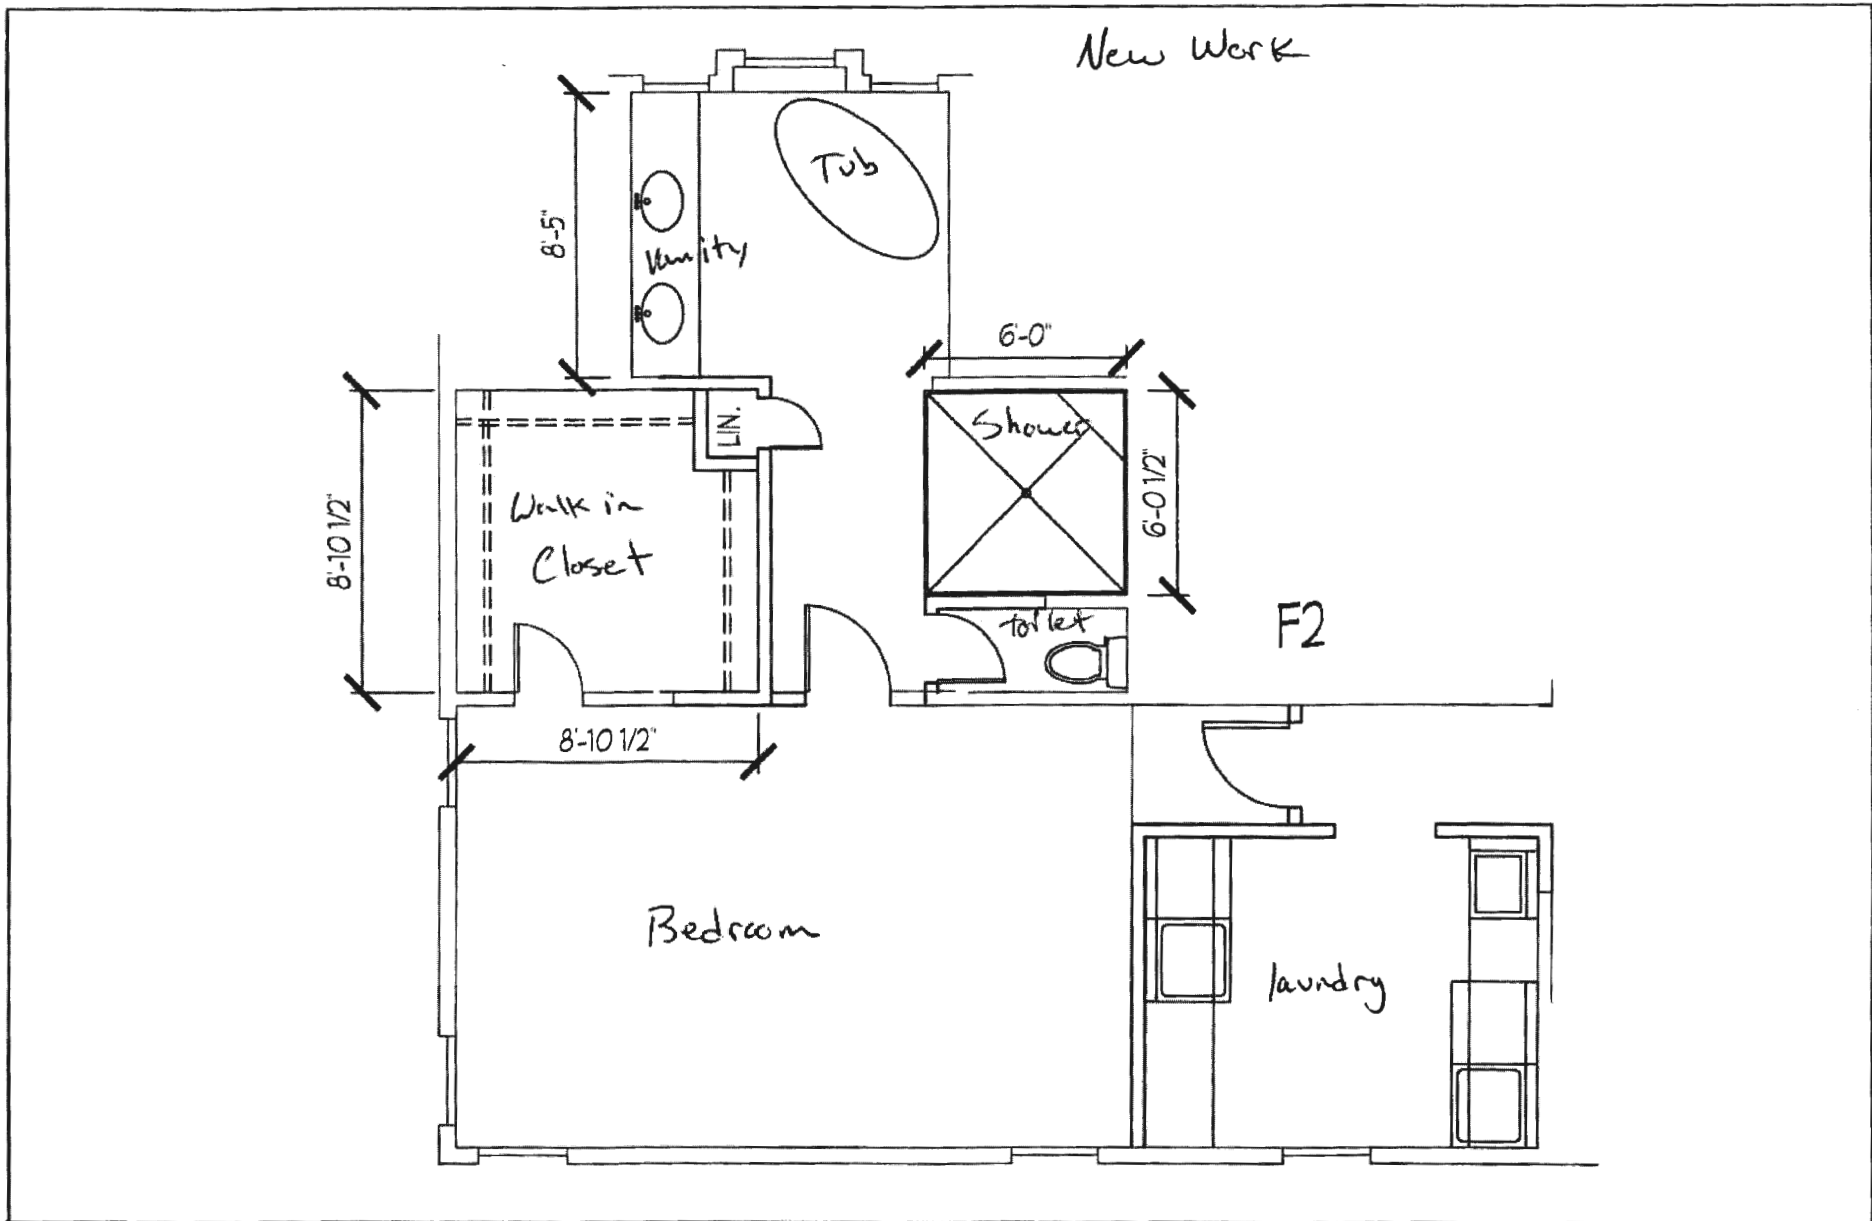 New Work
Tub
8'-5"
Vanity
6'-0"
LIN.
Shower
Walk in
Closet
8'-10 1/2"
6'-0 1/2"
toilet
F2
8'-10 1/2"
Bedroom
laundry